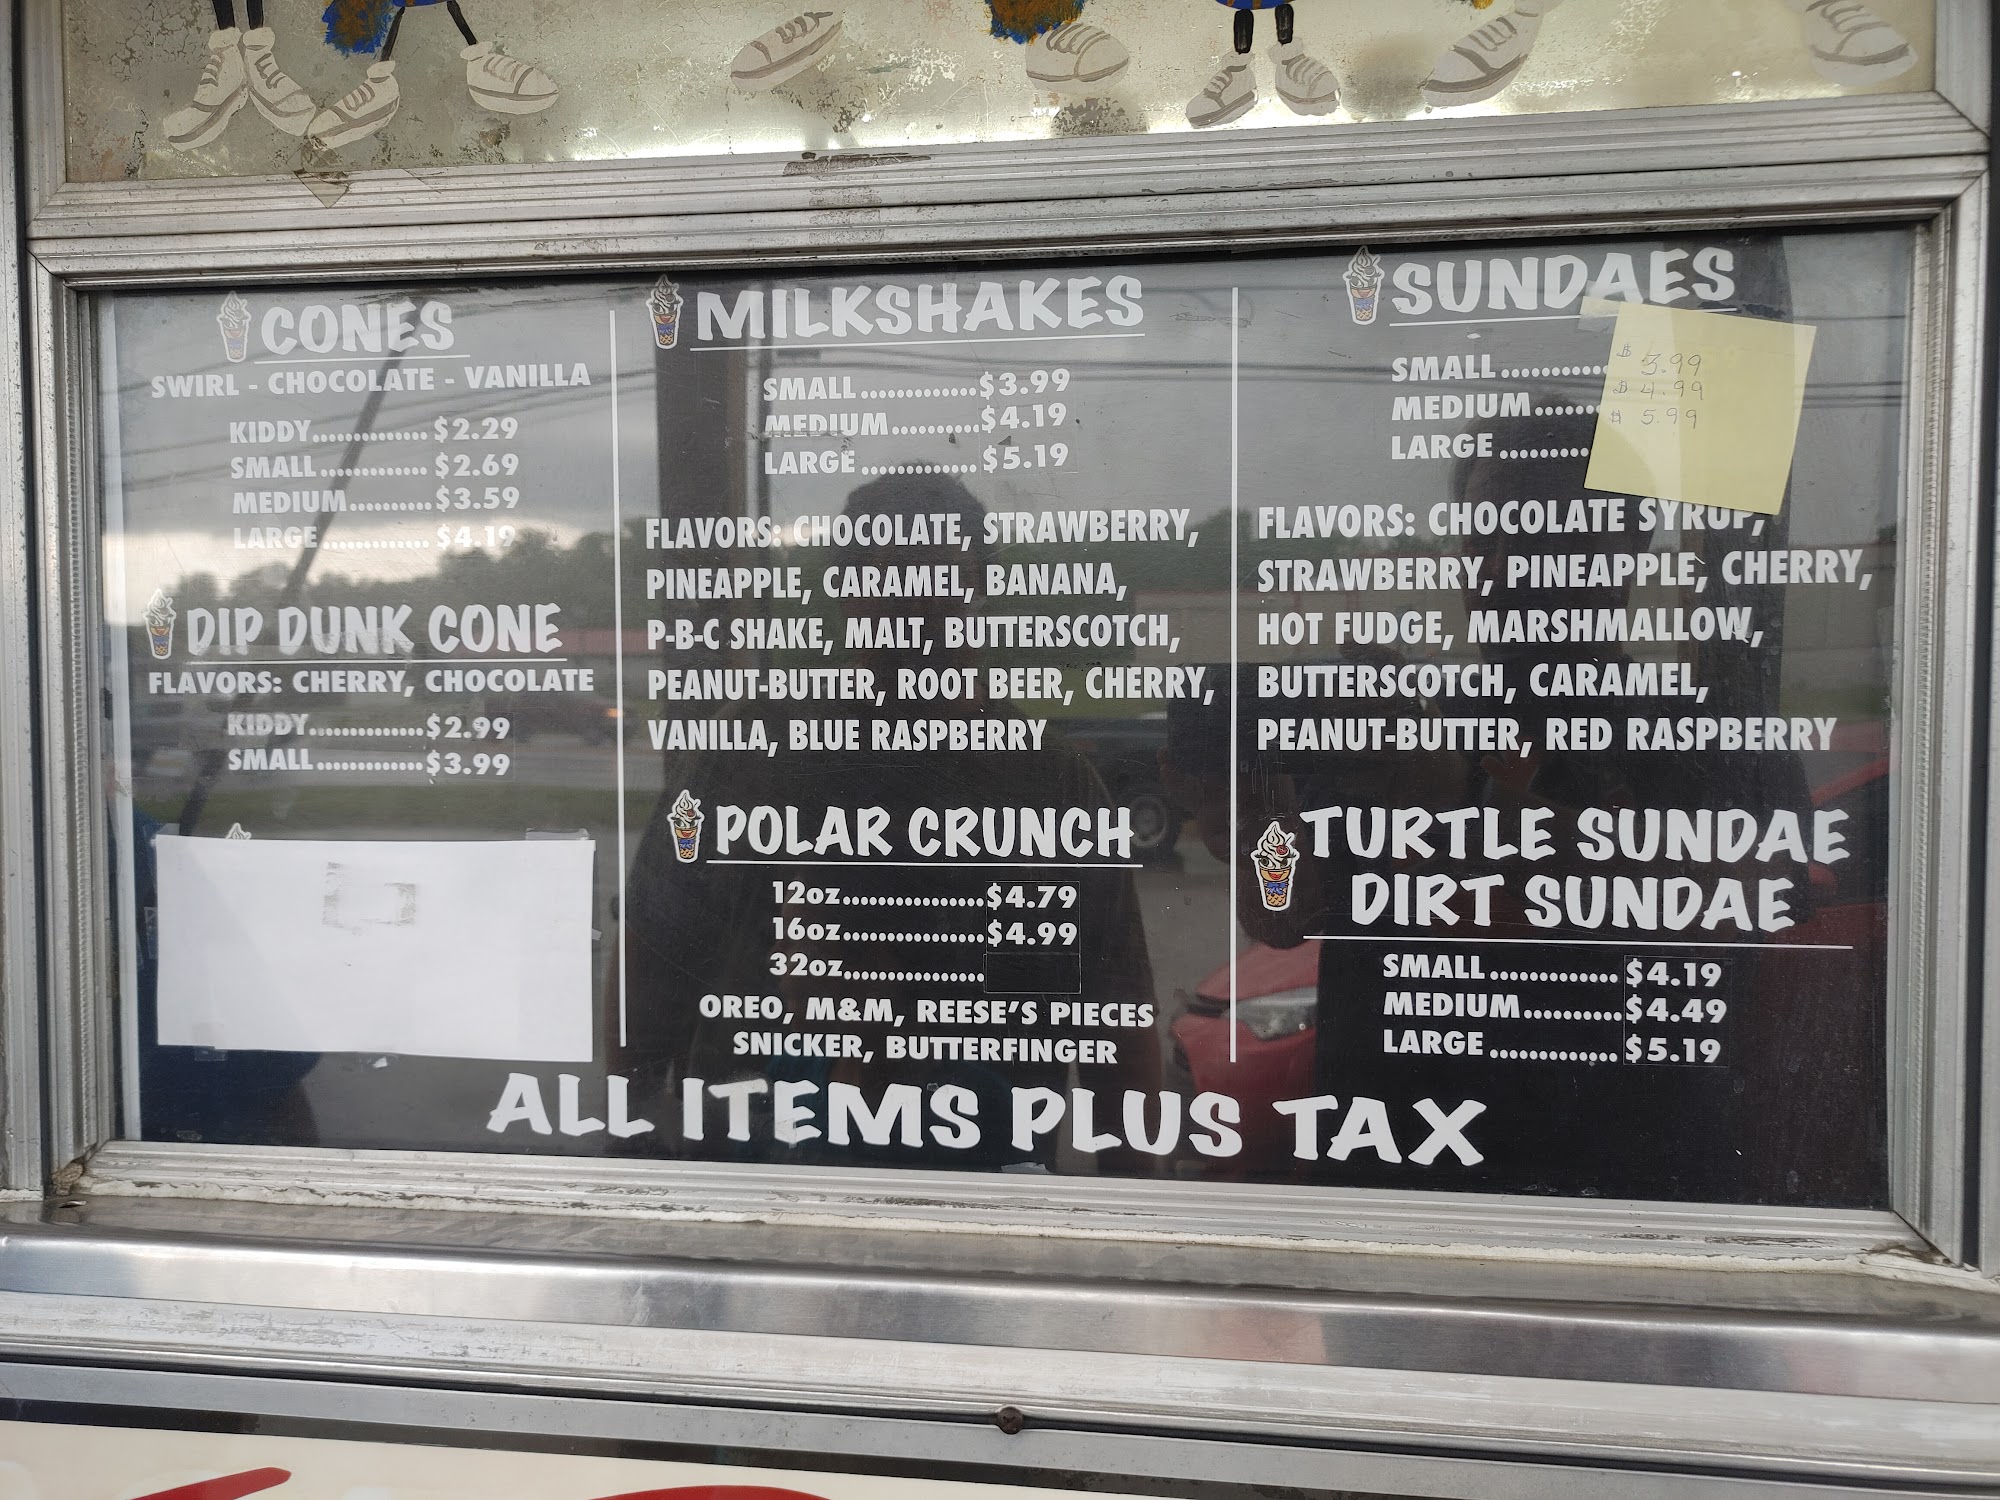 CONES
SWIRL - CHOCOLATE - VANILLA
KIDDY.............. $2.29
SMALL............. $2.69
MEDIUM...........$3.59
LARGE............. $4.19
DIP DUNK CONE
FLAVORS: CHERRY, CHOCOLATE
KIDDY..............$2.99
SMALL.............$3.99
MILKSHAKES
SMALL..............$3.99
MEDIUM...........$4.19
LARGE..............$5.19
FLAVORS: CHOCOLATE, STRAWBERRY,
PINEAPPLE, CARAMEL, BANANA,
P-B-C SHAKE, MALT, BUTTERSCOTCH,
PEANUT-BUTTER, ROOT BEER, CHERRY,
VANILLA, BLUE RASPBERRY
POLAR CRUNCH
12oz.................$4.79
16oz.................$4.99
32oz.................
OREO, M&M, REESE'S PIECES
SNICKER, BUTTERFINGER
SUNDAES
SMALL............. $3.99
MEDIUM....... $4.99
LARGE........... $5.99
FLAVORS: CHOCOLATE SYRUP,
STRAWBERRY, PINEAPPLE, CHERRY,
HOT FUDGE, MARSHMALLOW,
BUTTERSCOTCH, CARAMEL,
PEANUT-BUTTER, RED RASPBERRY
TURTLE SUNDAE
DIRT SUNDAE
SMALL.............$4.19
MEDIUM...........$4.49
LARGE.............$5.19
ALL ITEMS PLUS TAX